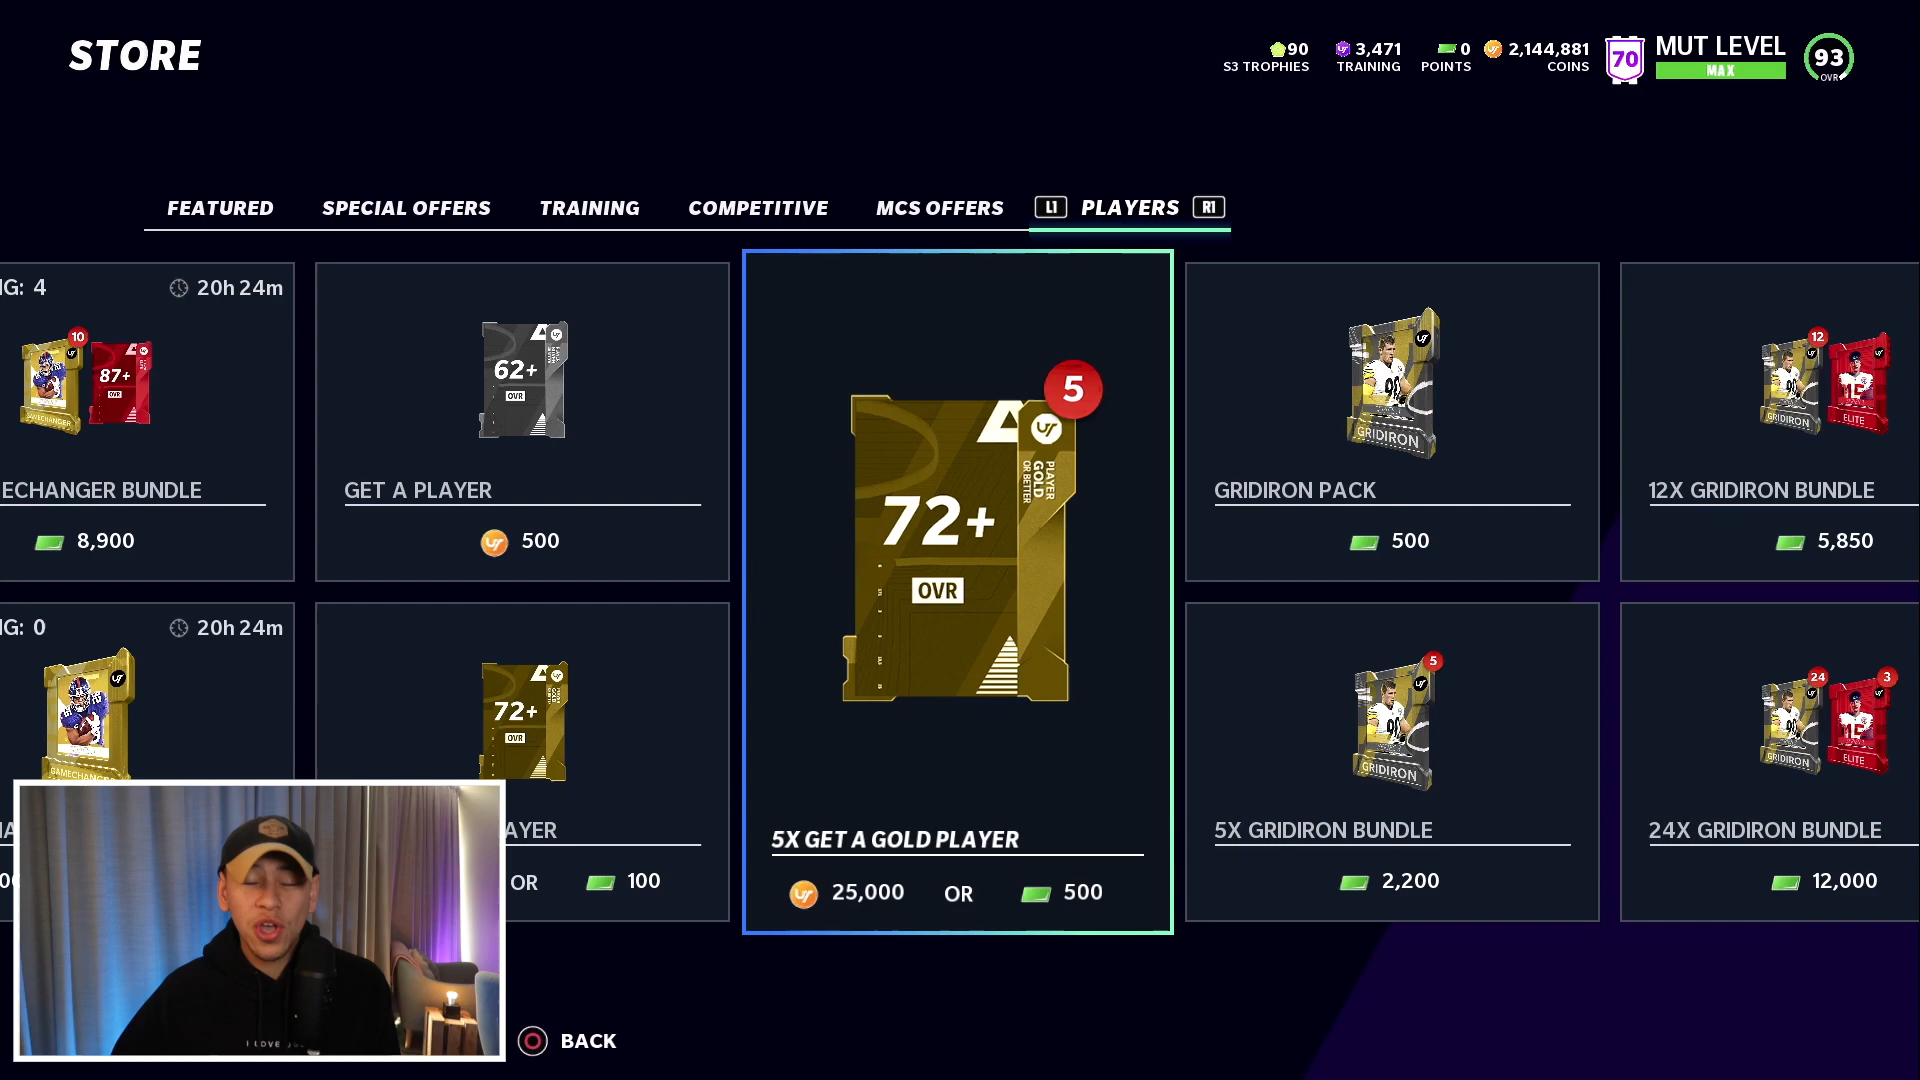 STORE
90
S3 TROPHIES
3,471
TRAINING
0
POINTS
2,144,881
COINS
70
MUT LEVEL
MAX
93
OVR
FEATURED
SPECIAL OFFERS
TRAINING
COMPETITIVE
MCS OFFERS
L1
PLAYERS
R1
G: 4
20h 24m
10
87+
OVR
GAMECHANGER
ECHANGER BUNDLE
8,900
62+
OVR
GET A PLAYER
500
5
72+
OVR
PLAYER
GOLD
OR BETTER
5X GET A GOLD PLAYER
25,000 OR 500
GRIDIRON
GRIDIRON PACK
500
12
GRIDIRON
ELITE
12X GRIDIRON BUNDLE
5,850
G: 0
20h 24m
GAMECHANGER
72+
OVR
AYER
OR 100
5
GRIDIRON
5X GRIDIRON BUNDLE
2,200
24
3
GRIDIRON
ELITE
24X GRIDIRON BUNDLE
12,000
I LOVE
BACK